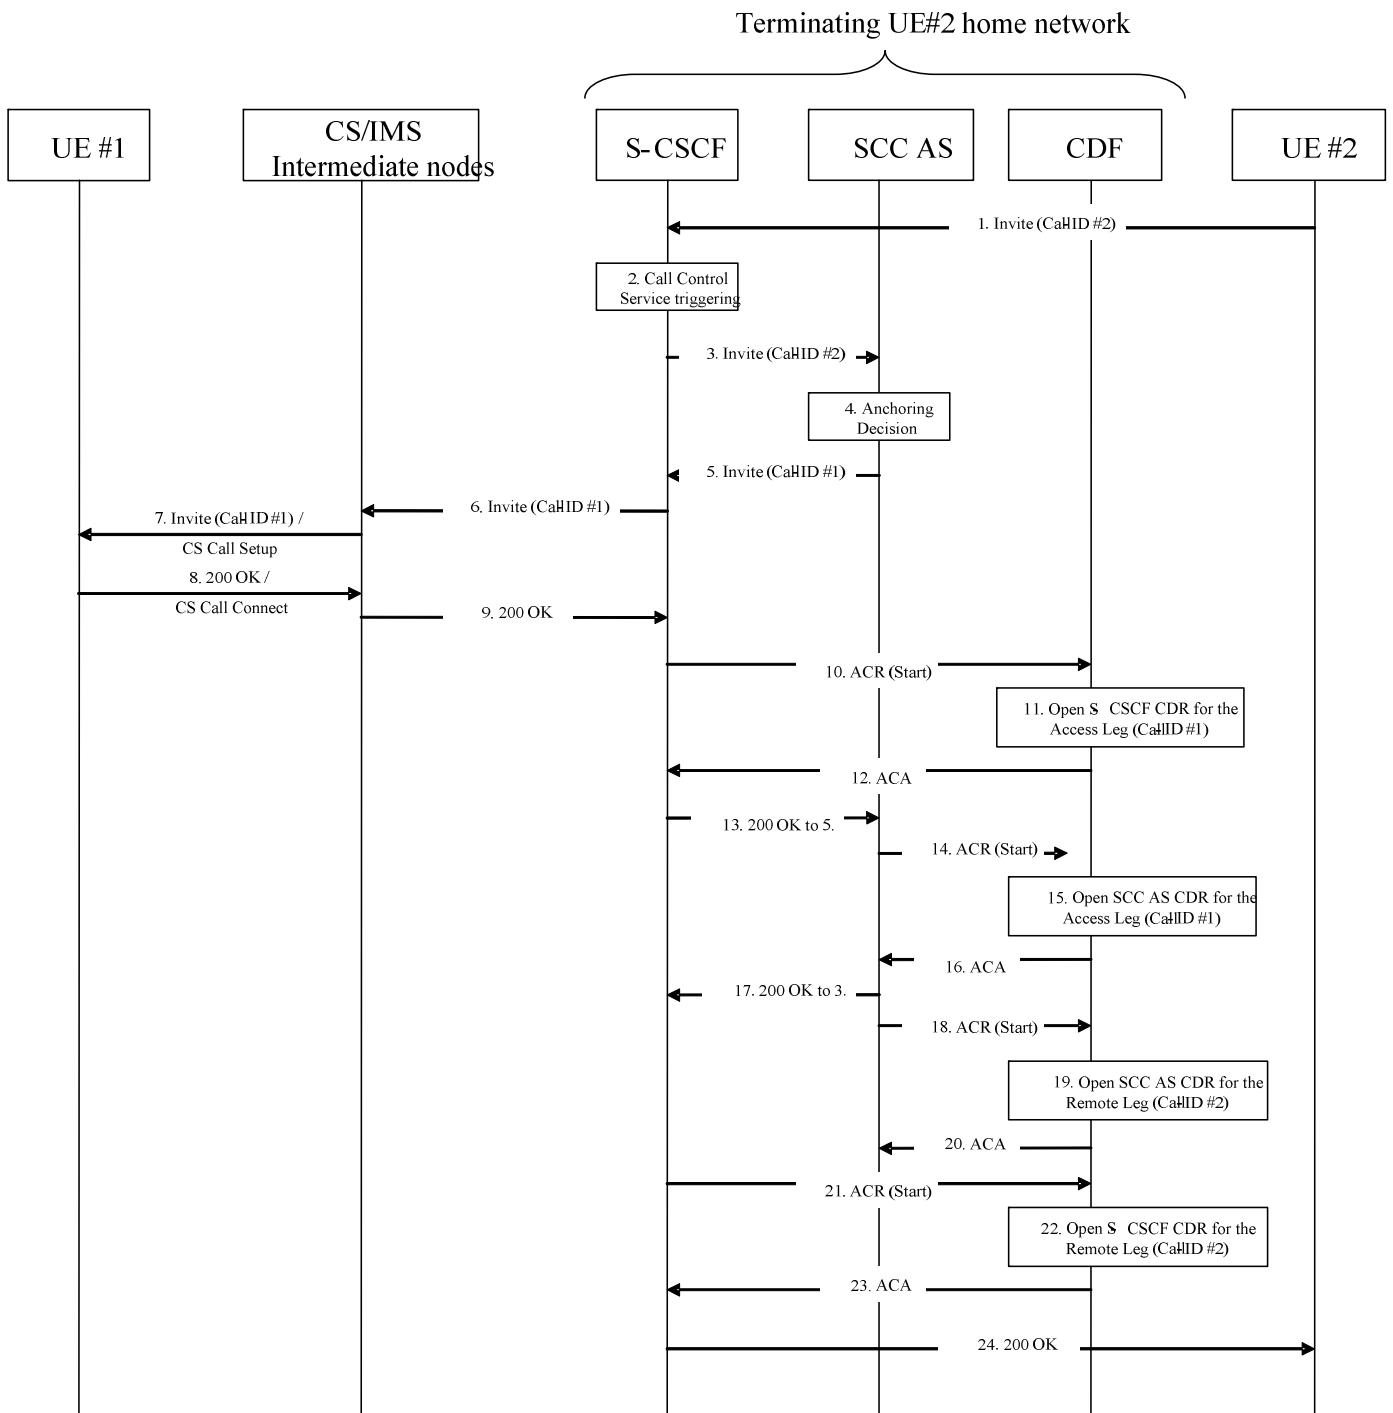 Terminating UE#2 home network
UE #1
CS/IMS
Intermediate nodes
S-CSCF
SCC AS
CDF
UE #2
1. Invite (Call-ID #2)
2. Call Control
Service triggering
3. Invite (Call-ID #2)
4. Anchoring
Decision
5. Invite (Call-ID #1)
6. Invite (Call-ID #1)
7. Invite (Call-ID #1) /
CS Call Setup
8. 200 OK /
CS Call Connect
9. 200 OK
10. ACR (Start)
11. Open S-CSCF CDR for the
Access Leg (Call-ID #1)
12. ACA
13. 200 OK to 5.
14. ACR (Start)
15. Open SCC AS CDR for the
Access Leg (Call-ID #1)
16. ACA
17. 200 OK to 3.
18. ACR (Start)
19. Open SCC AS CDR for the
Remote Leg (Call-ID #2)
20. ACA
21. ACR (Start)
22. Open S-CSCF CDR for the
Remote Leg (Call-ID #2)
23. ACA
24. 200 OK